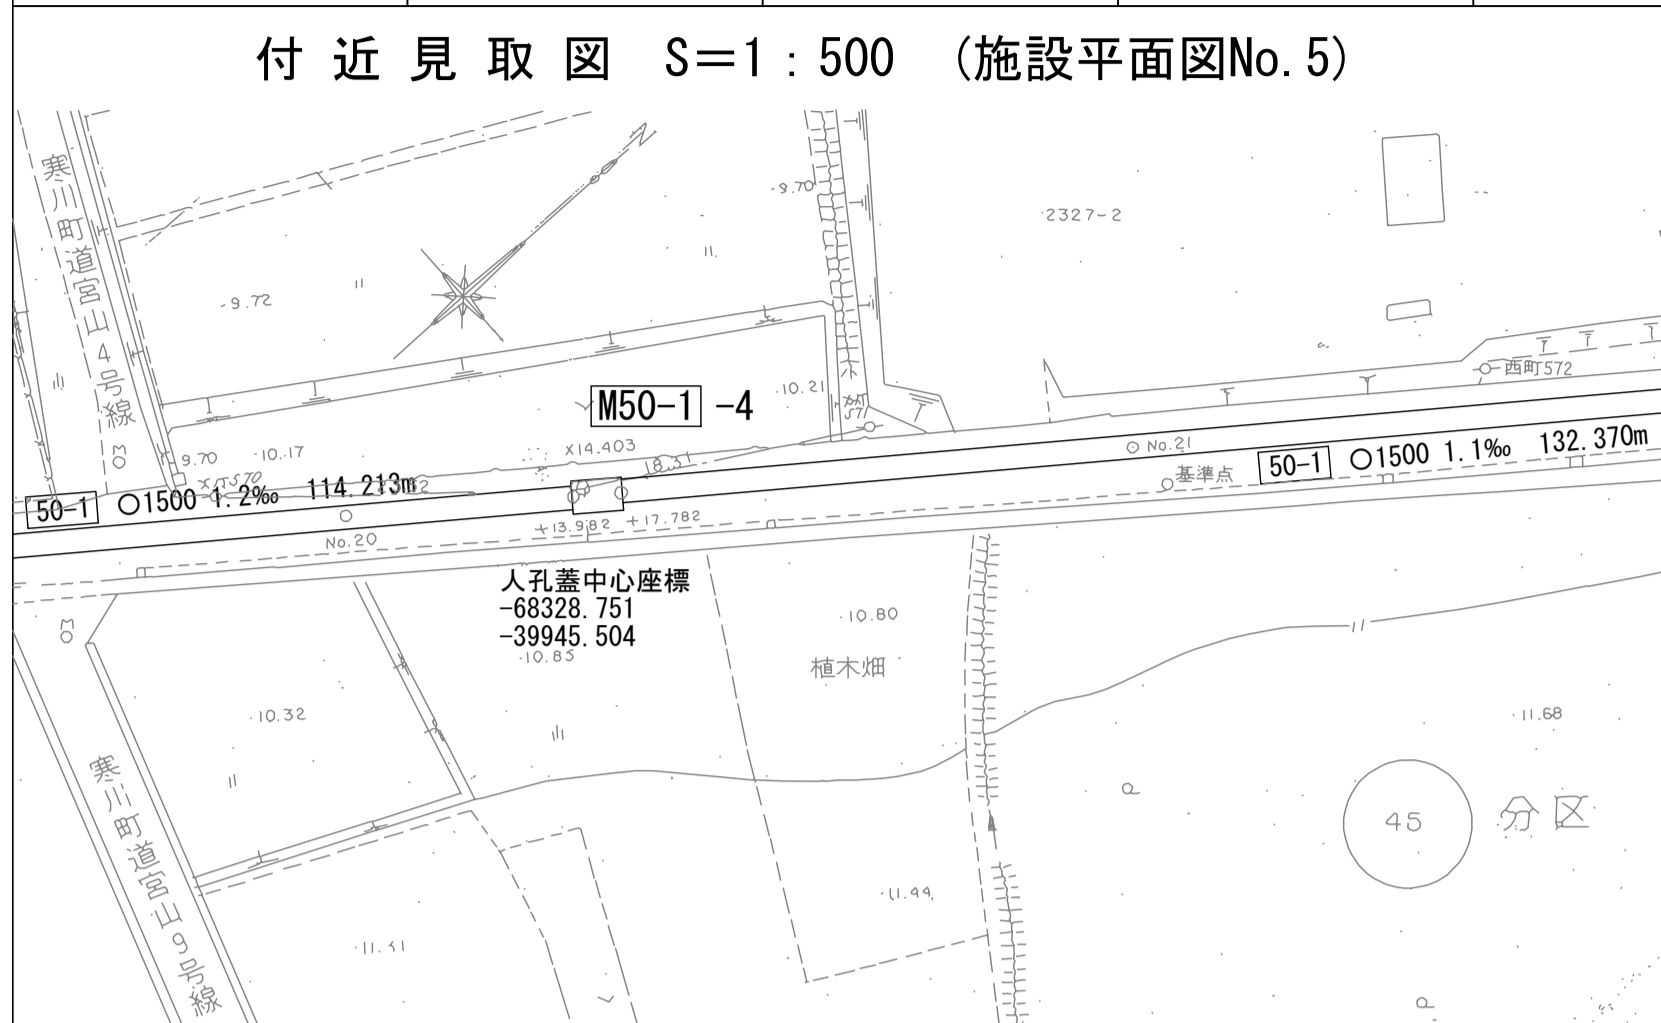 付近見取図 S=1:500 (施設平面図No.5)
寒川町道宮山4号線
-9.70
2327-2
-9.72
M50-1 -4
10.21
西町572
X14.403
18.31
9.70
10.17
No.21
基準点
50-1 ○1500 1.1‰ 132.370m
50-1 ○1500 1.2‰ 114.213m
No.20
+13.982 +17.782
人孔蓋中心座標
-68328.751
-39945.504
10.85
10.80
植木畑
10.32
11.68
45 分区
寒川町道宮山9号線
11.44